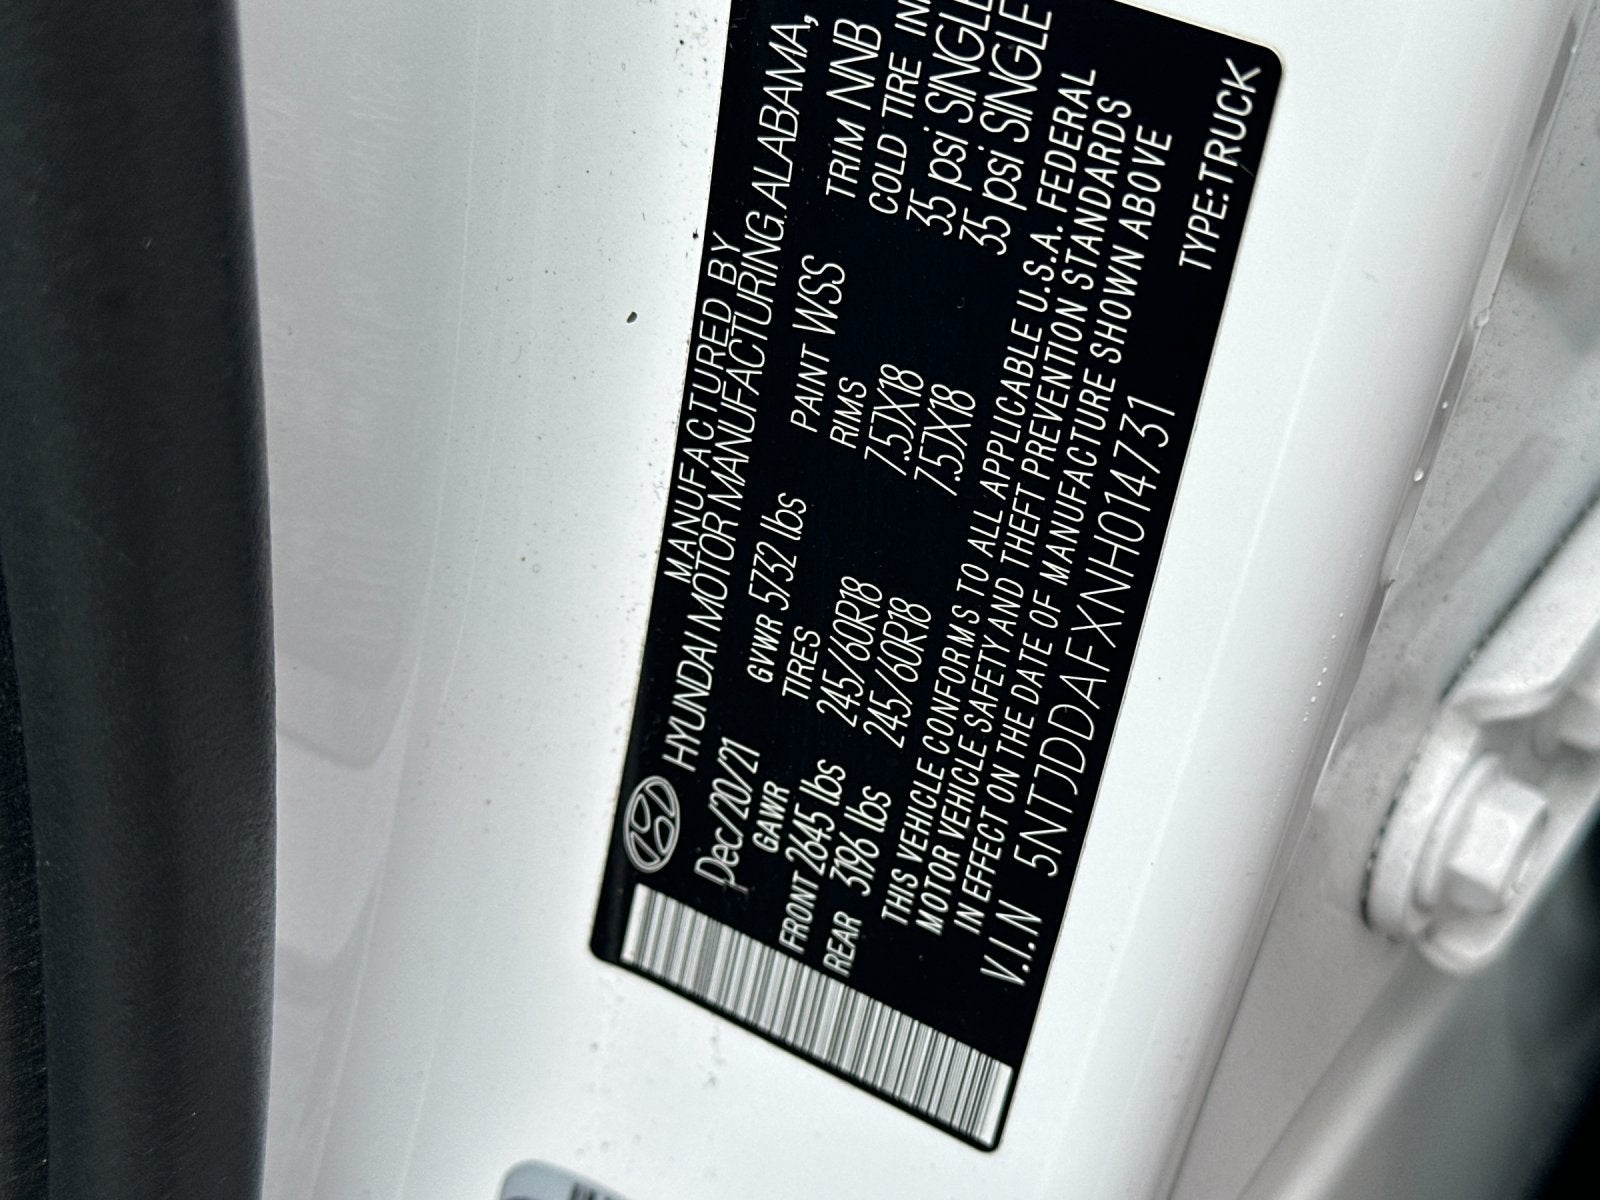 MANUFACTURED BY
HYUNDAI MOTOR MANUFACTURING. ALABAMA,
Dec/20/21 GVWR 5732 lbs PAINT WSS TRIM NNB
GAWR TIRES RIMS COLD TIRE
FRONT 2645 lbs 245/60R18 7.5JX18 35 psi SINGLE
REAR 3196 lbs 245/60R18 7.5JX18 35 psi SINGLE
THIS VEHICLE CONFORMS TO ALL APPLICABLE U.S.A. FEDERAL
MOTOR VEHICLE SAFETY AND THEFT PREVENTION STANDARDS
IN EFFECT ON THE DATE OF MANUFACTURE SHOWN ABOVE
V.I.N 5NTJDDAFXNH014731 TYPE:TRUCK